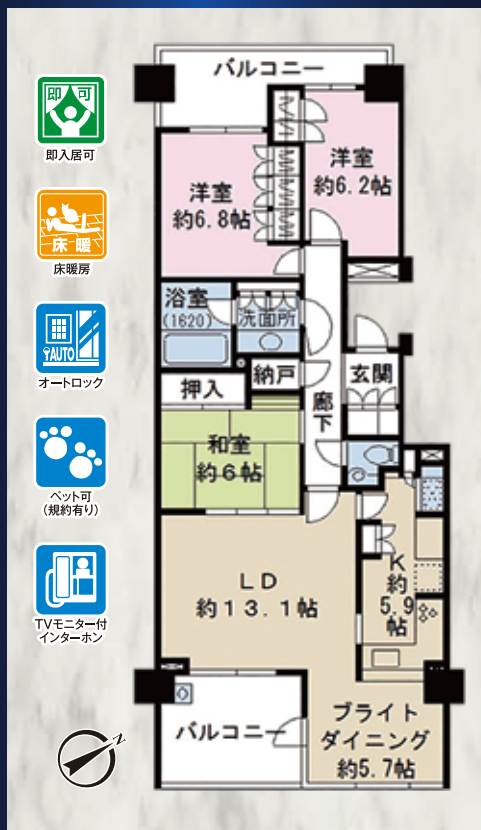 即可
即入居可
床暖
床暖房
AUTO
オートロック
ペット可
(規約有り)
TVモニター付
インターホン
バルコニー
洋室
約6.2帖
洋室
約6.8帖
浴室
(1620)
洗面所
納戸
玄関
押入
廊下
和室
約6帖
LD
約13.1帖
K
約
5.9
帖
バルコニー
ブライト
ダイニング
約5.7帖
N